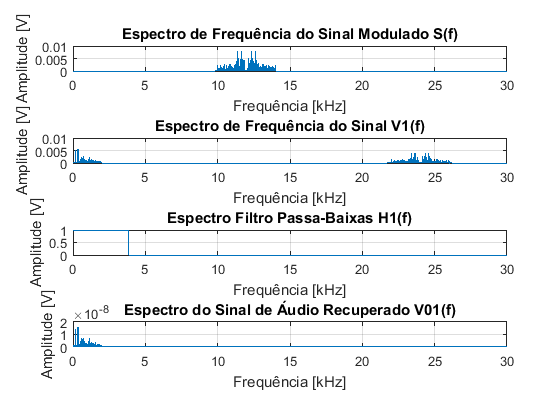 Espectro de Frequência do Sinal Modulado S(f)
Amplitude [V]
0.01
0.005
0
0 5 10 15 20 25 30
Frequência [kHz]
Espectro de Frequência do Sinal V1(f)
Amplitude [V]
0.01
0.005
0
0 5 10 15 20 25 30
Frequência [kHz]
Espectro Filtro Passa-Baixas H1(f)
Amplitude [V]
1
0.5
0
0 5 10 15 20 25 30
Frequência [kHz]
Espectro do Sinal de Áudio Recuperado V01(f)
Amplitude [V]
×10-8
2
1
0
0 5 10 15 20 25 30
Frequência [kHz]